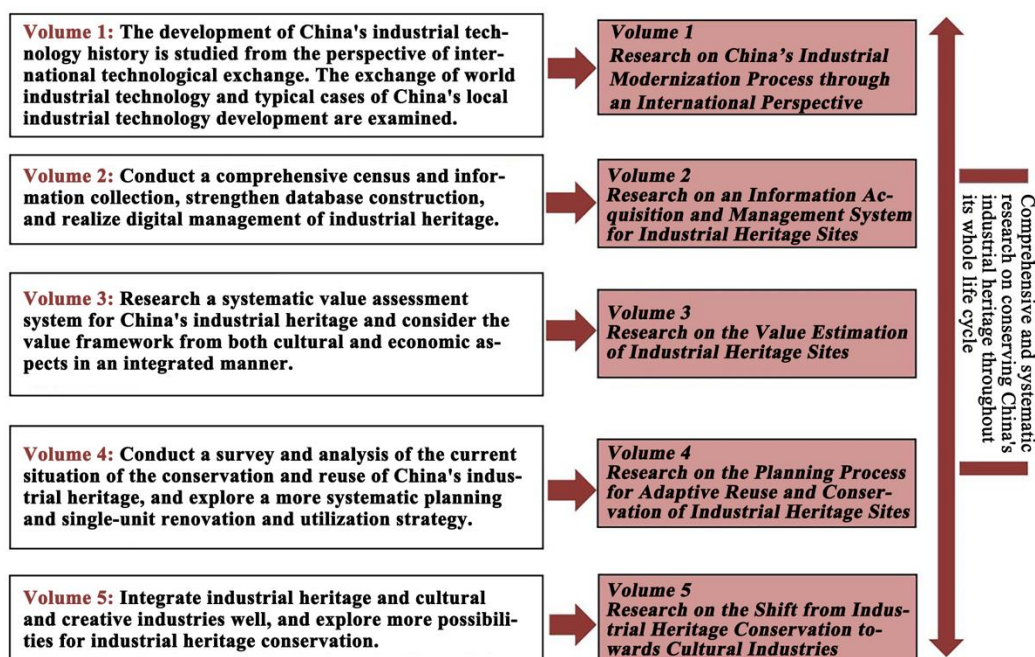 Volume 1: The development of China's industrial tech-
nology history is studied from the perspective of inter-
national technological exchange. The exchange of world
industrial technology and typical cases of China's local
industrial technology development are examined.
Volume 1
Research on China's Industrial
Modernization Process through
an International Perspective
Volume 2: Conduct a comprehensive census and infor-
mation collection, strengthen database construction,
and realize digital management of industrial heritage.
Volume 2
Research on an Information Ac-
quisition and Management System
for Industrial Heritage Sites
Volume 3: Research a systematic value assessment
system for China's industrial heritage and consider the
value framework from both cultural and economic as-
pects in an integrated manner.
Volume 3
Research on the Value Estimation
of Industrial Heritage Sites
Volume 4: Conduct a survey and analysis of the current
situation of the conservation and reuse of China's indu-
strial heritage, and explore a more systematic planning
and single-unit renovation and utilization strategy.
Volume 4
Research on the Planning Process
for Adaptive Reuse and Conser-
vation of Industrial Heritage Sites
Volume 5: Integrate industrial heritage and cultural
and creative industries well, and explore more possibili-
ties for industrial heritage conservation.
Volume 5
Research on the Shift from Indus-
trial Heritage Conservation to-
wards Cultural Industries
Comprehensive and systematic
research on conserving China's
industrial heritage throughout
its whole life cycle